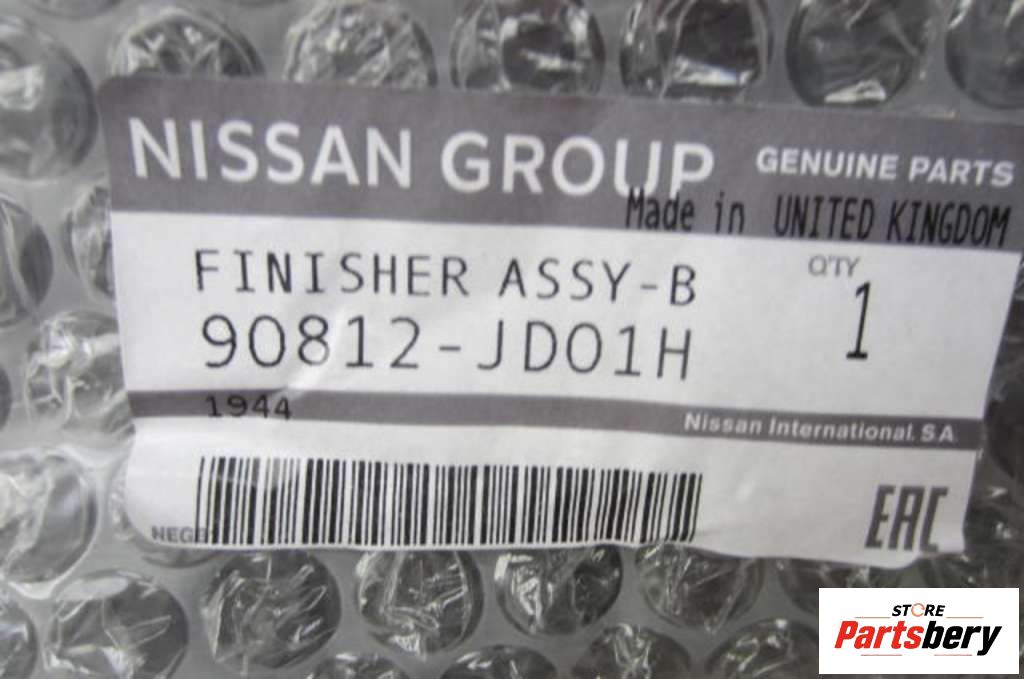 NISSAN GROUP GENUINE PARTS
Made in UNITED KINGDOM
FINISHER ASSY-B QTY
90812-JD01H 1
1944
Nissan International. S.A.
EAC
STORE
Partsbery